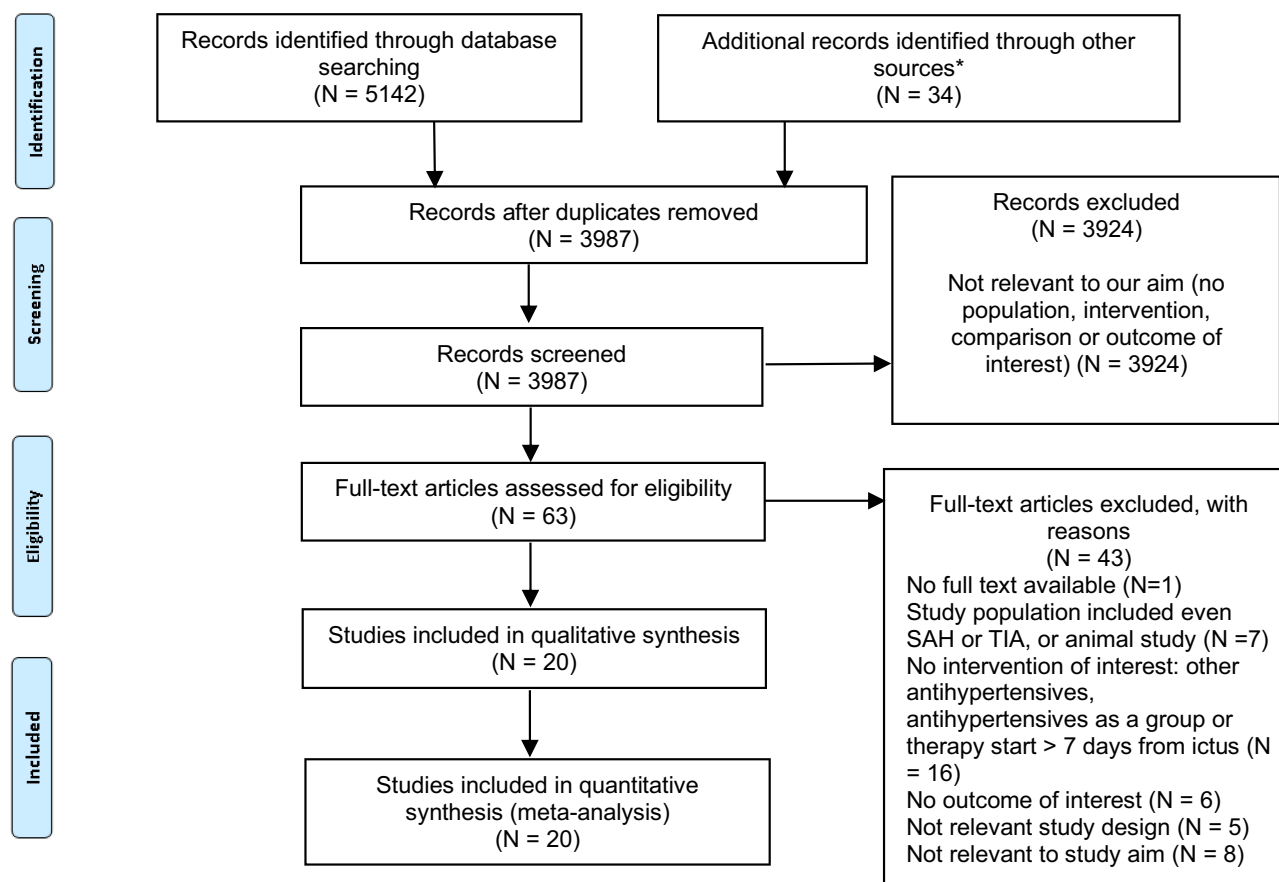 Identification
Records identified through database
searching
(N = 5142)
Additional records identified through other
sources*
(N = 34)
Records after duplicates removed
(N = 3987)
Screening
Records screened
(N = 3987)
Records excluded
(N = 3924)
Not relevant to our aim (no
population, intervention,
comparison or outcome of
interest) (N = 3924)
Eligibility
Full-text articles assessed for eligibility
(N = 63)
Full-text articles excluded, with
reasons
(N = 43)
No full text available (N=1)
Study population included even
SAH or TIA, or animal study (N =7)
No intervention of interest: other
antihypertensives,
antihypertensives as a group or
therapy start > 7 days from ictus (N
= 16)
No outcome of interest (N = 6)
Not relevant study design (N = 5)
Not relevant to study aim (N = 8)
Studies included in qualitative synthesis
(N = 20)
Included
Studies included in quantitative
synthesis (meta-analysis)
(N = 20)